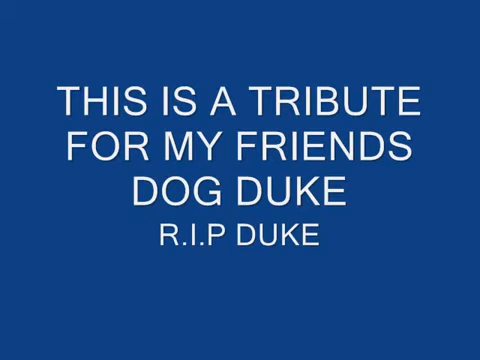 THIS IS A TRIBUTE
FOR MY FRIENDS
DOG DUKE
R.I.P DUKE